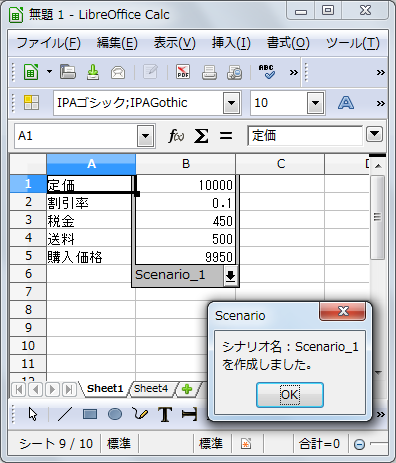 無題 1 - LibreOffice Calc
ファイル(F) 編集(E) 表示(V) 挿入(I) 書式(O) ツール(T) »
PDF ABC » »
IPAゴシック;IPAGothic 10 A »
A1 f(x) Σ = 定価
A B C D
1 定価 10000
2 割引率 0.1
3 税金 450
4 送料 500
5 購入価格 9950
6 Scenario_1
7
8
9
10
11
12
Scenario
シナリオ名：Scenario_1
を作成しました。
OK
Sheet1 Sheet4
T »
シート 9 / 10 標準 標準 合計=0